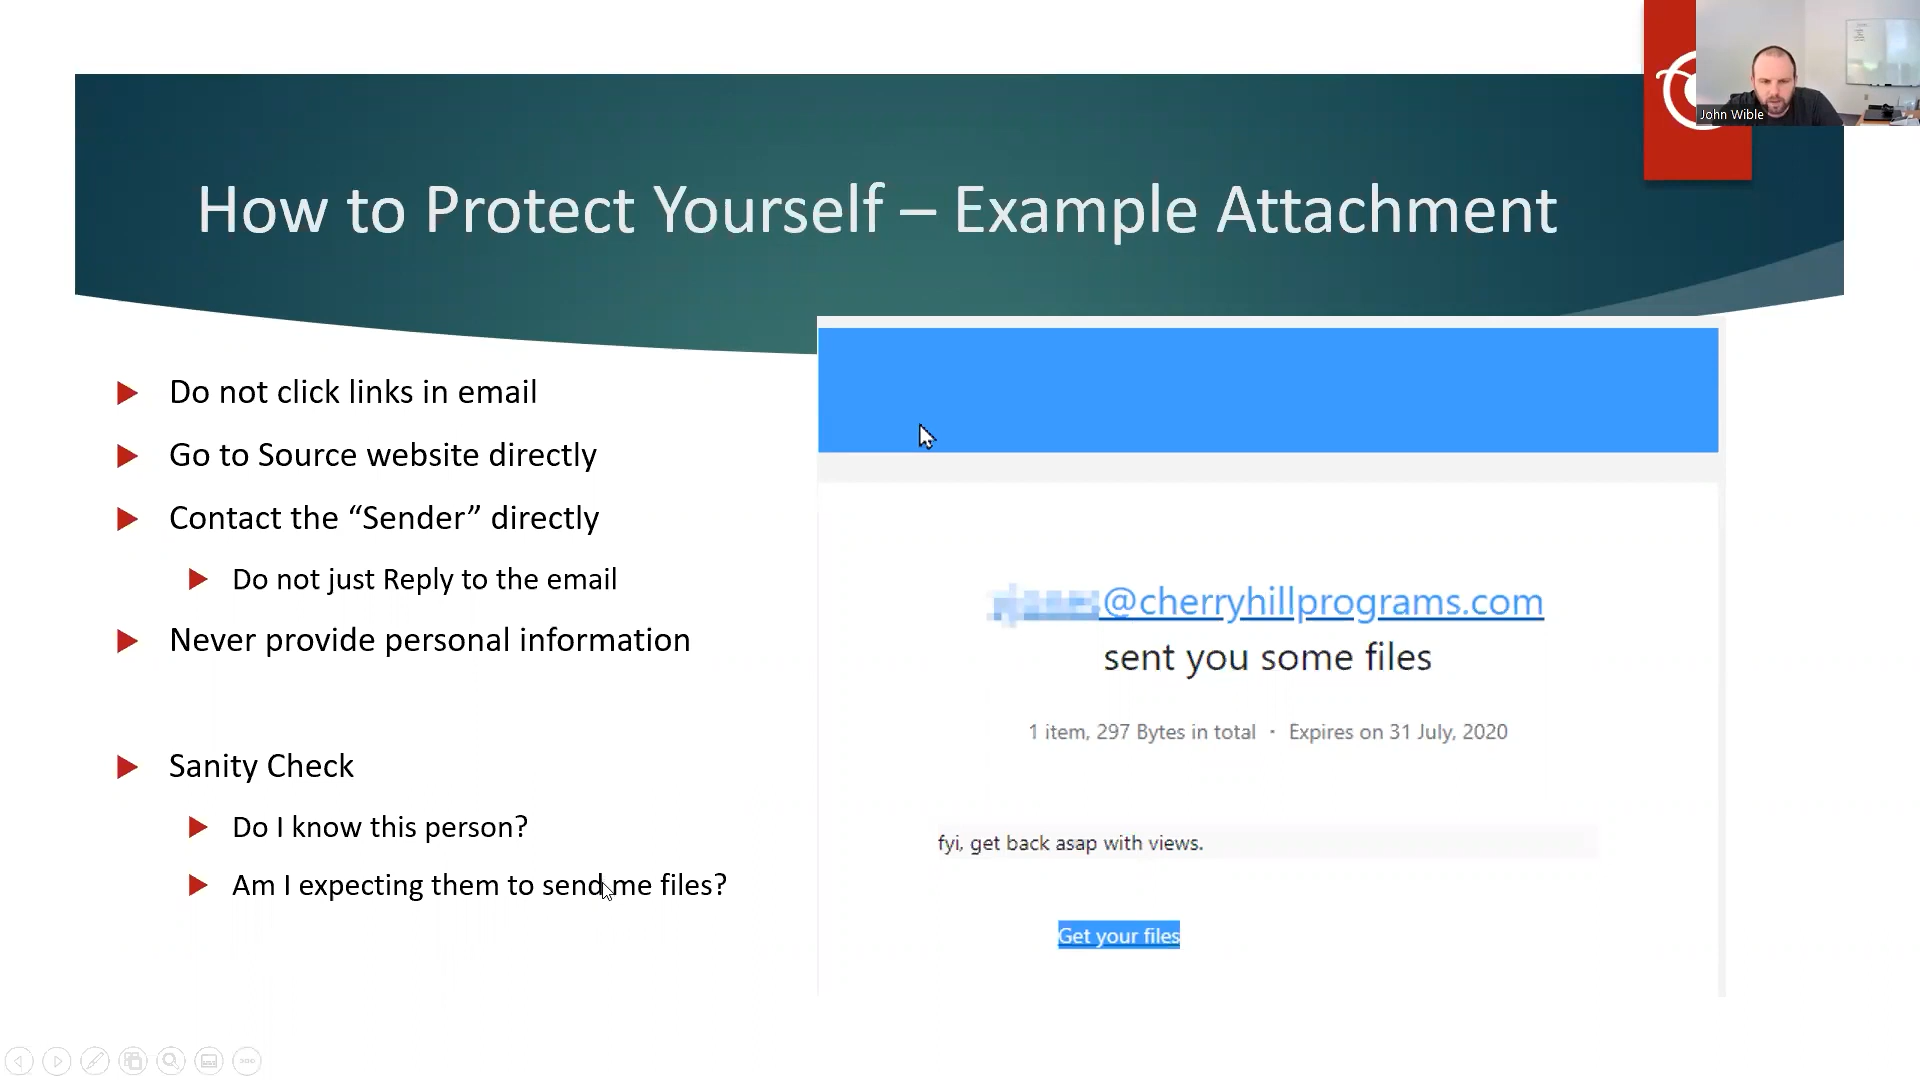 John Wible
How to Protect Yourself – Example Attachment
Do not click links in email
Go to Source website directly
Contact the “Sender” directly
Do not just Reply to the email
Never provide personal information
Sanity Check
Do I know this person?
Am I expecting them to send me files?
@cherryhillprograms.com
sent you some files
1 item, 297 Bytes in total · Expires on 31 July, 2020
fyi, get back asap with views.
Get your files